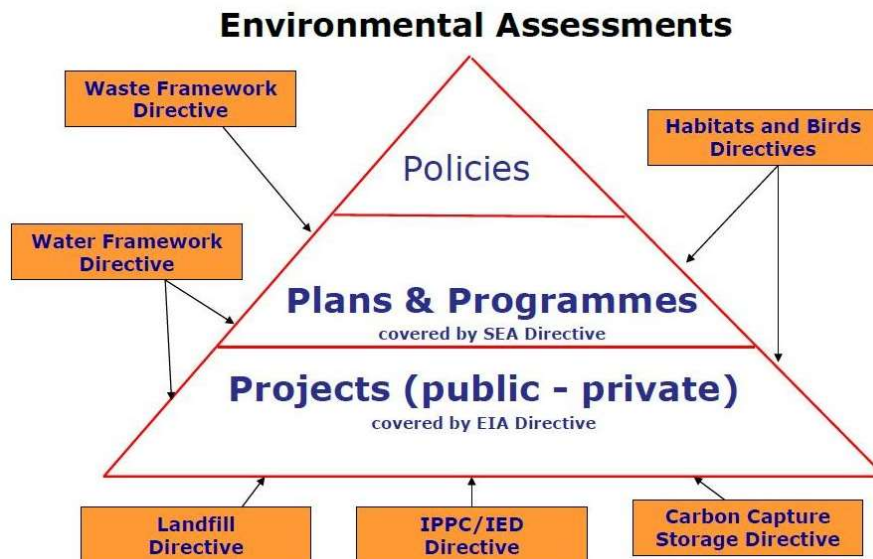 Environmental Assessments
Waste Framework
Directive
Habitats and Birds
Directives
Policies
Water Framework
Directive
Plans & Programmes
covered by SEA Directive
Projects (public - private)
covered by EIA Directive
Landfill
Directive
IPPC/IED
Directive
Carbon Capture
Storage Directive